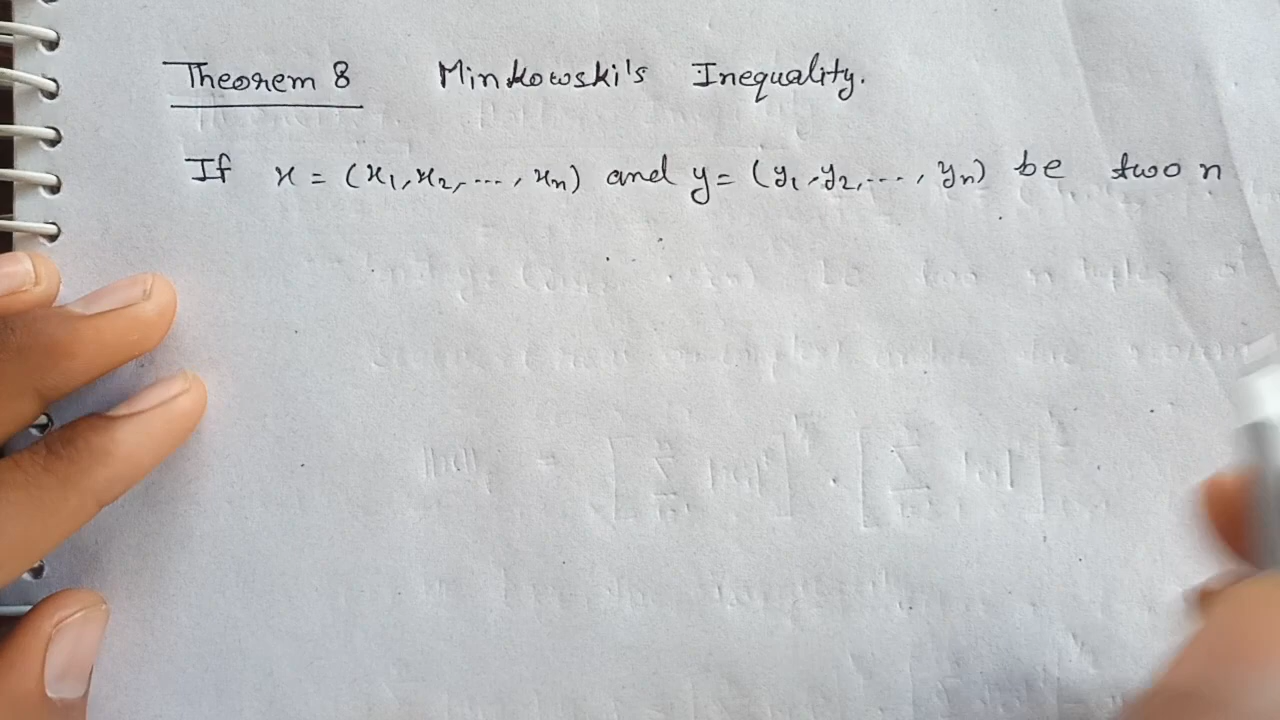 Theorem 8 Minkowski's Inequality.
If x = (x1, x2, ..., xn) and y = (y1, y2, ..., yn) be two n